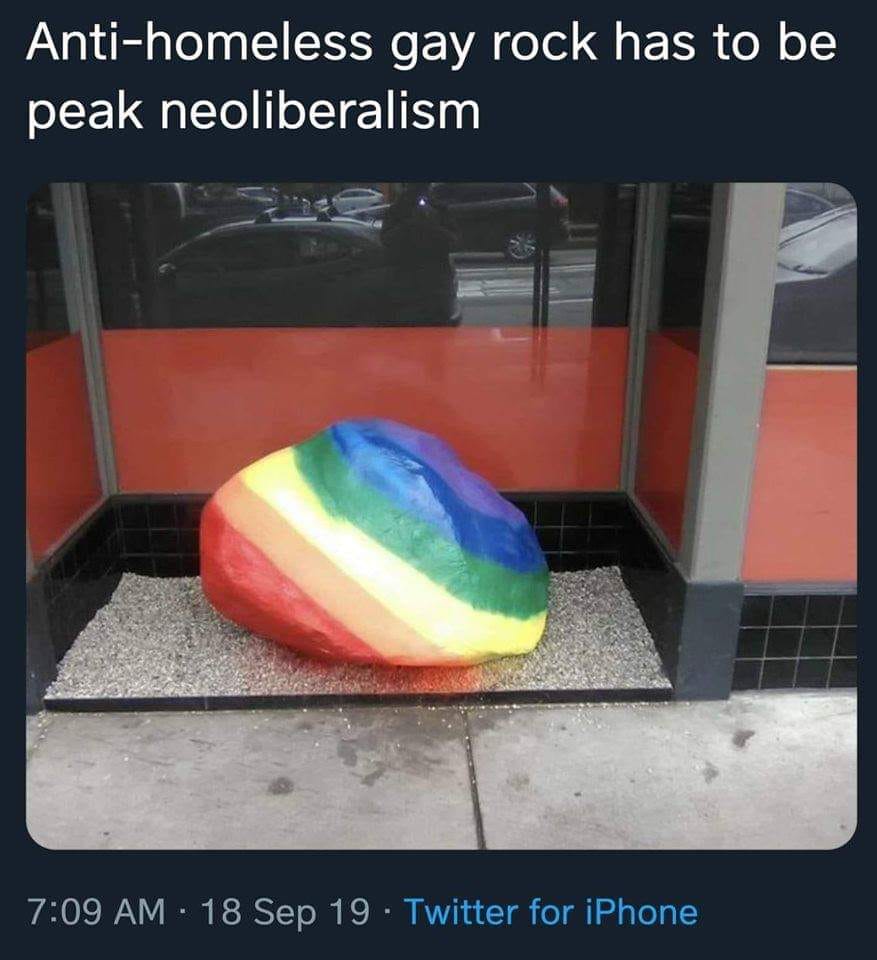 Anti-homeless gay rock has to be
peak neoliberalism
7:09 AM · 18 Sep 19 · Twitter for iPhone